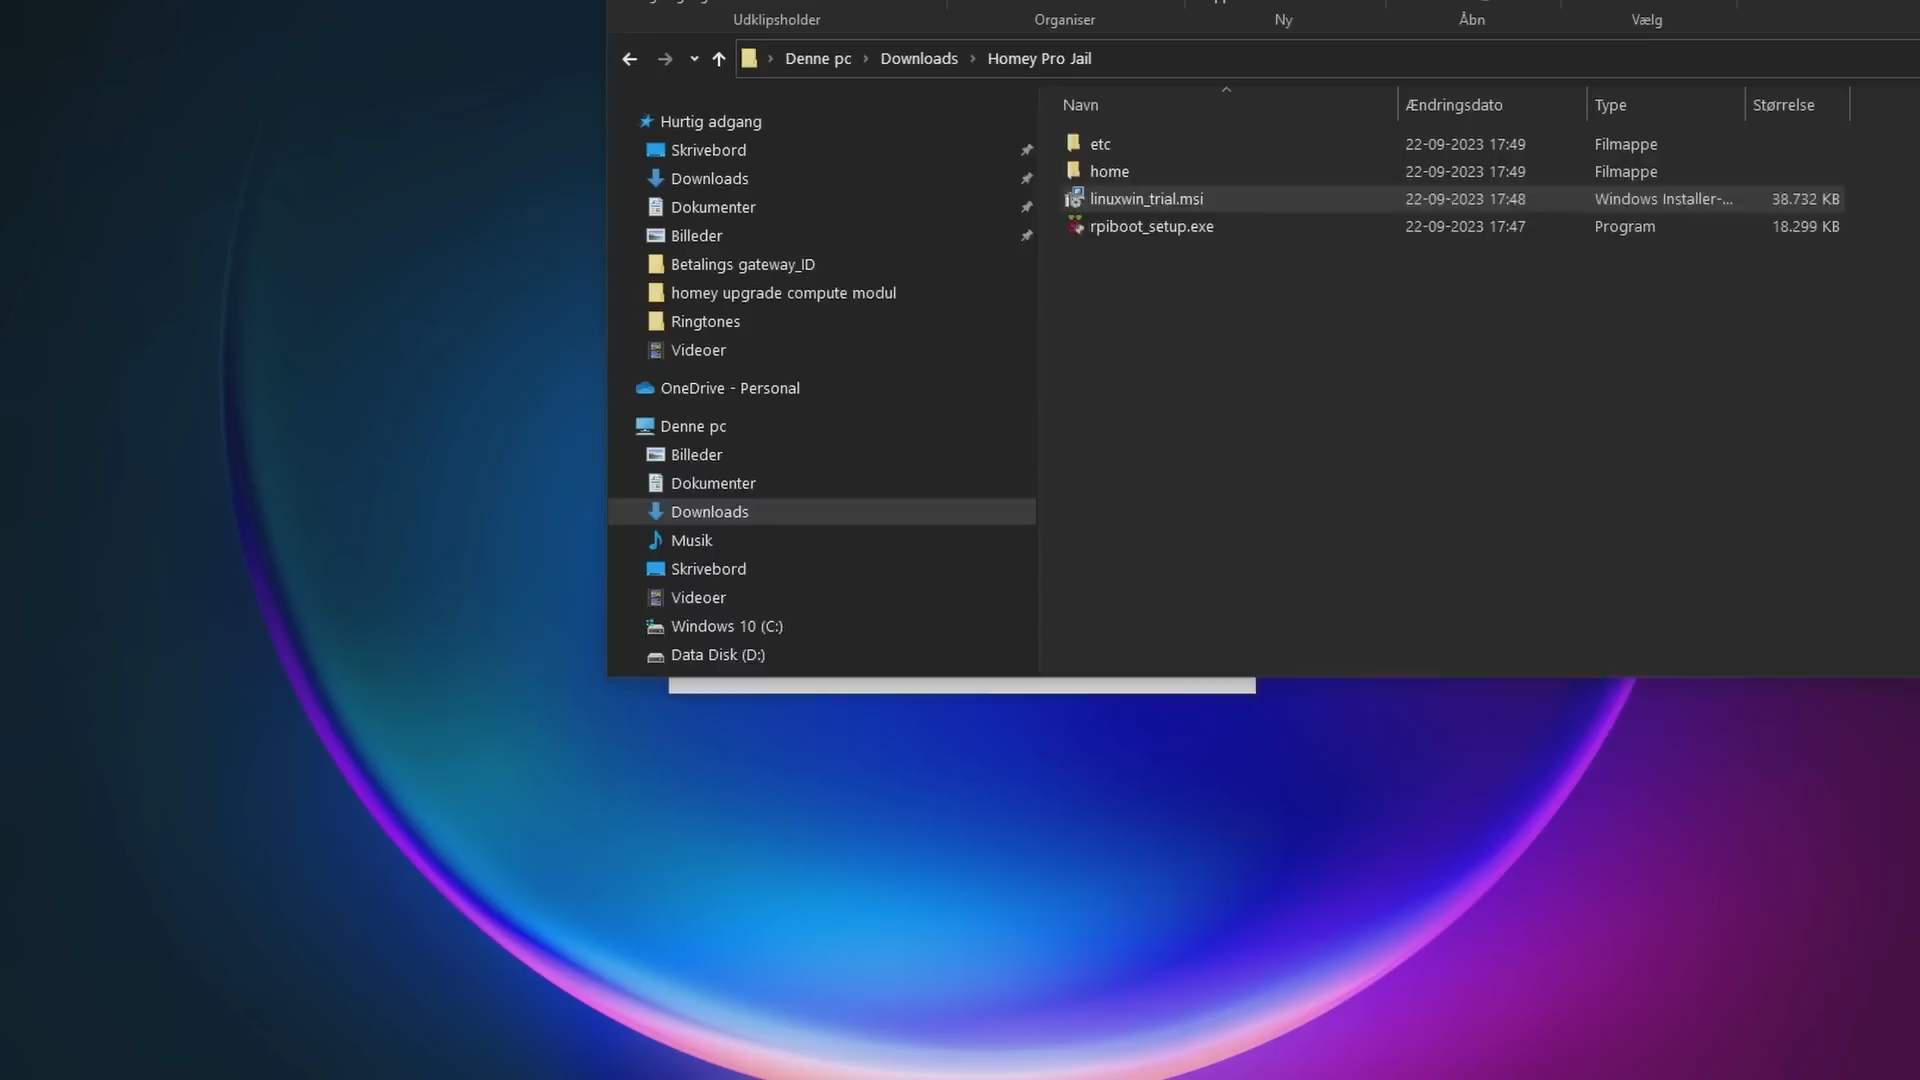 Udklipsholder Organiser Ny Åbn Vælg
Denne pc Downloads Homey Pro Jail
Navn Ændringsdato Type Størrelse
etc 22-09-2023 17:49 Filmappe
home 22-09-2023 17:49 Filmappe
linuxwin_trial.msi 22-09-2023 17:48 Windows Installer-... 38.732 KB
rpiboot_setup.exe 22-09-2023 17:47 Program 18.299 KB
Hurtig adgang
Skrivebord
Downloads
Dokumenter
Billeder
Betalings gateway_ID
homey upgrade compute modul
Ringtones
Videoer
OneDrive - Personal
Denne pc
Billeder
Dokumenter
Downloads
Musik
Skrivebord
Videoer
Windows 10 (C:)
Data Disk (D:)